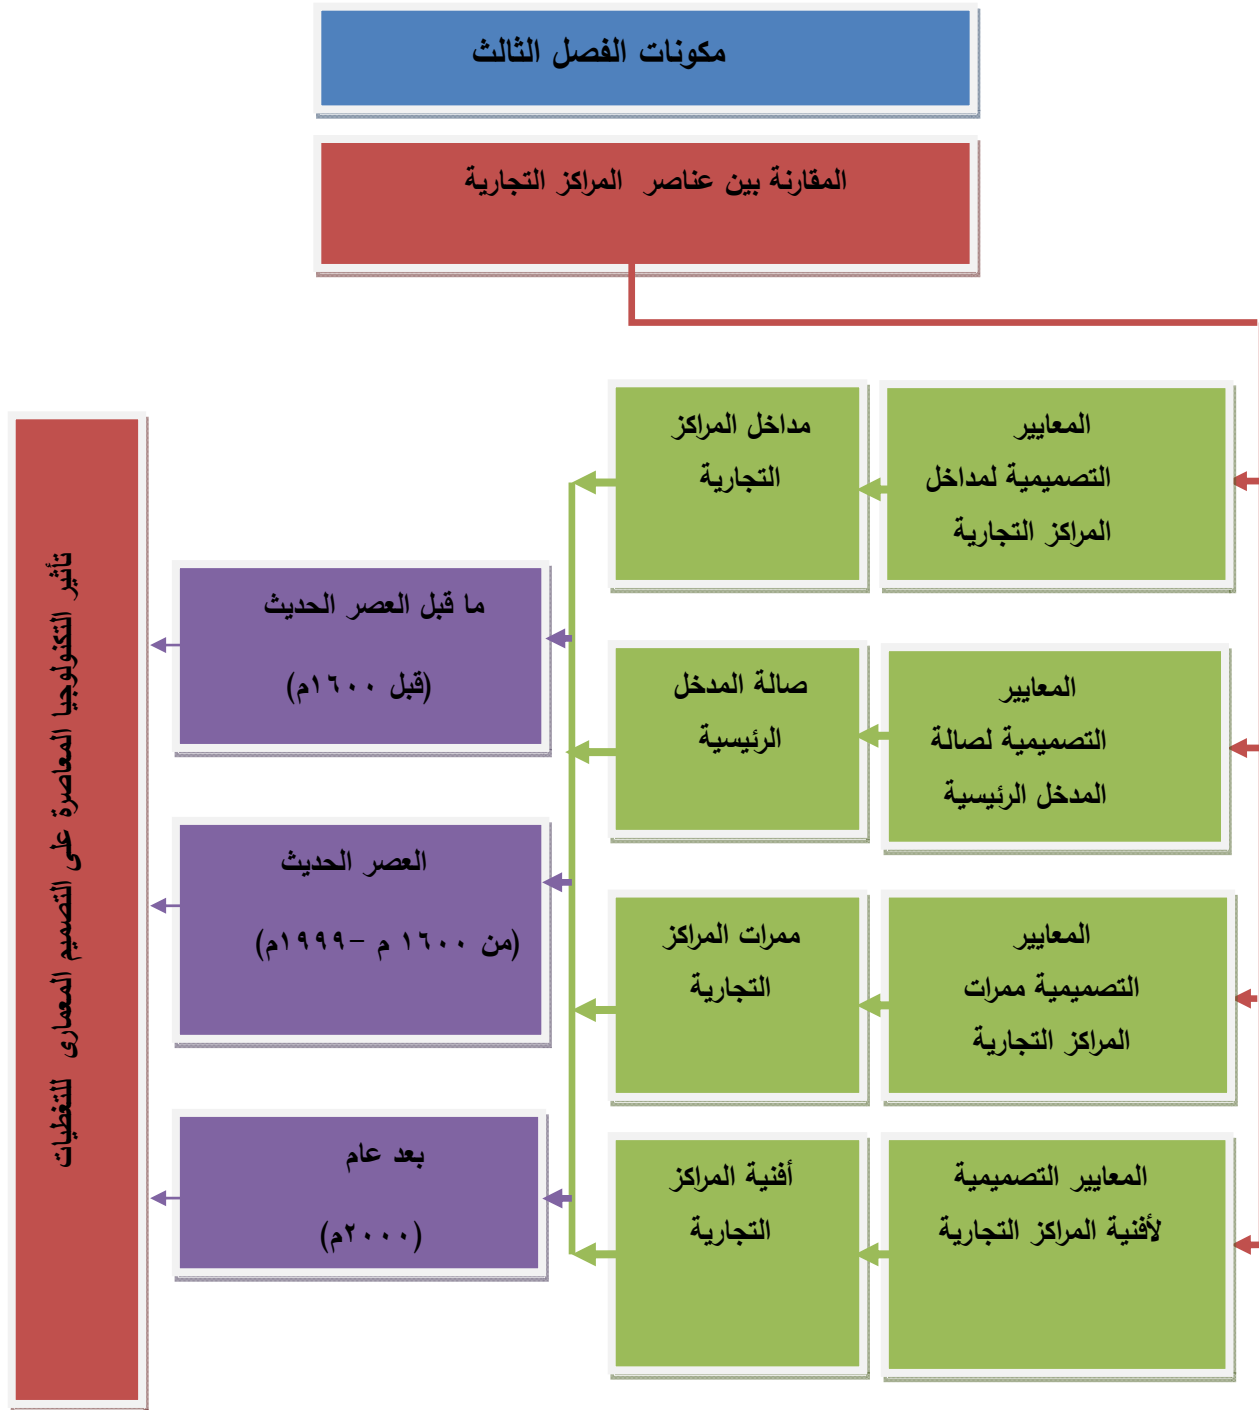 مكونات الفصل الثالث
المقارنة بين عناصر المراكز التجارية
المعايير
التصميمية لمداخل
المراكز التجارية
مداخل المراكز
التجارية
المعايير
التصميمية لصالة
المدخل الرئيسية
صالة المدخل
الرئيسية
المعايير
التصميمية ممرات
المراكز التجارية
ممرات المراكز
التجارية
المعايير التصميمية
لأفنية المراكز التجارية
أفنية المراكز
التجارية
ما قبل العصر الحديث
(قبل ١٦٠٠م)
العصر الحديث
(من ١٦٠٠ م –١٩٩٩م)
بعد عام
(٢٠٠٠م)
تأثير التكنولوجيا المعاصرة على التصميم المعمارى للتغطيات